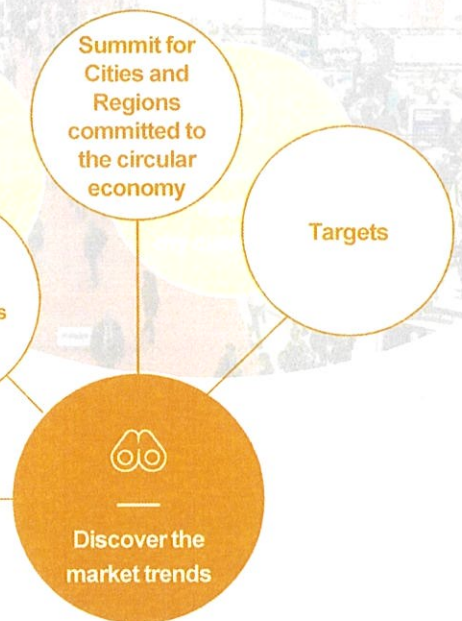 Summit for
Cities and
Regions
committed to
the circular
economy
Targets
s
Discover the
market trends